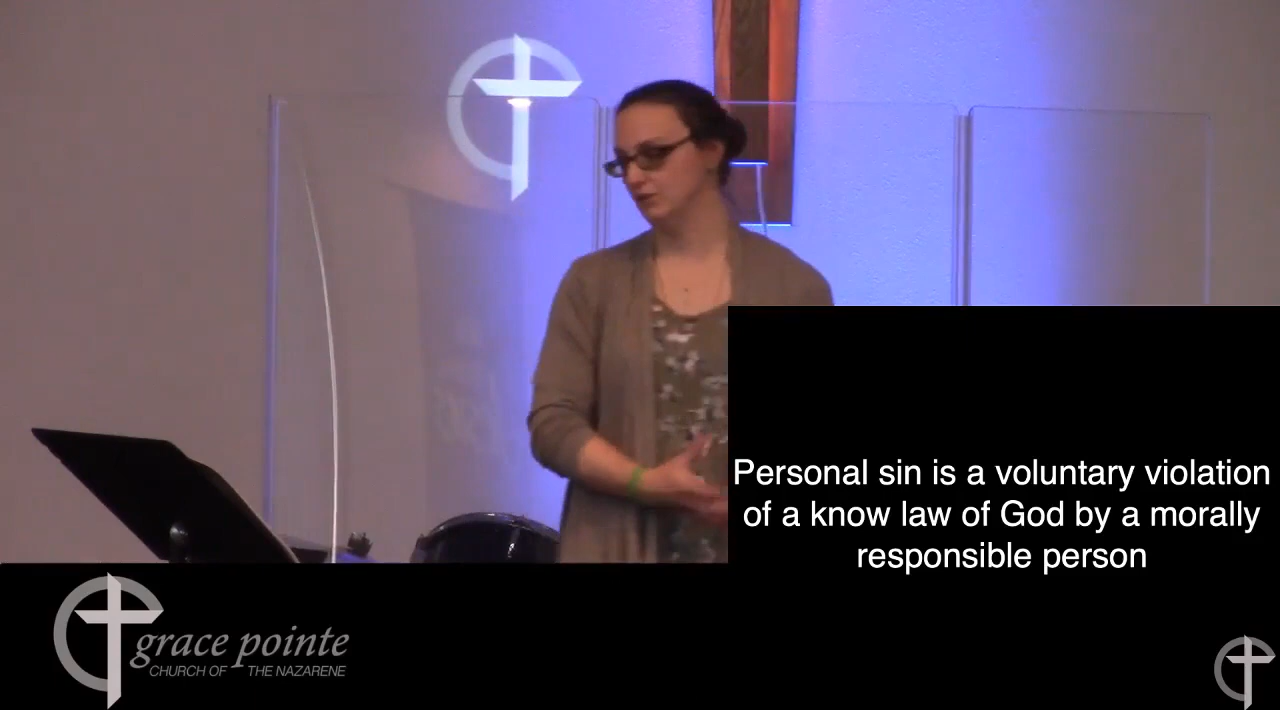 Personal sin is a voluntary violation
of a know law of God by a morally
responsible person
grace pointe
CHURCH OF THE NAZARENE